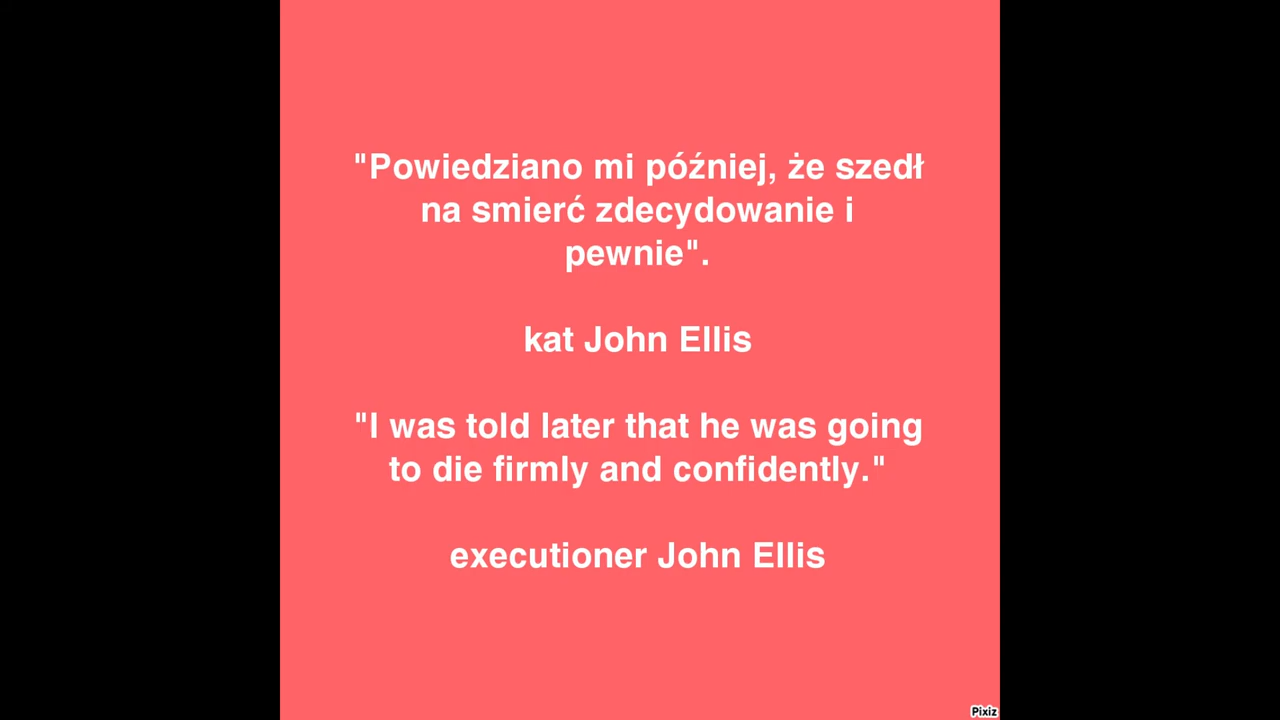 "Powiedziano mi później, że szedł
na smierć zdecydowanie i
pewnie".
kat John Ellis
"I was told later that he was going
to die firmly and confidently."
executioner John Ellis
Pixiz